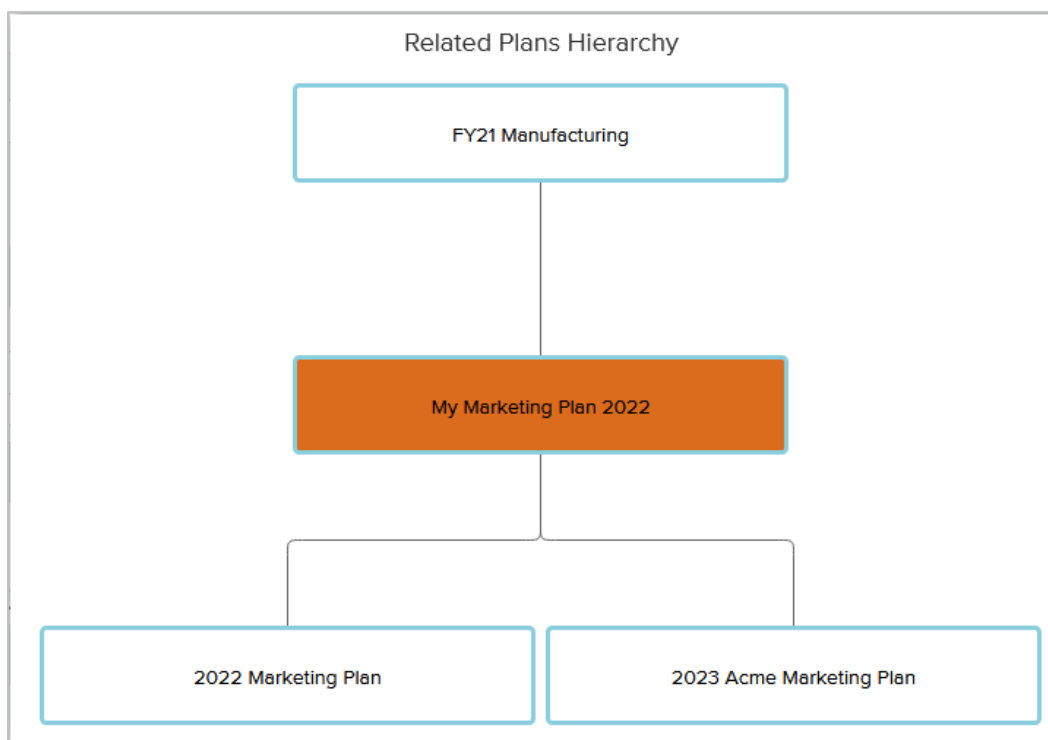 Related Plans Hierarchy
FY21 Manufacturing
My Marketing Plan 2022
2022 Marketing Plan
2023 Acme Marketing Plan